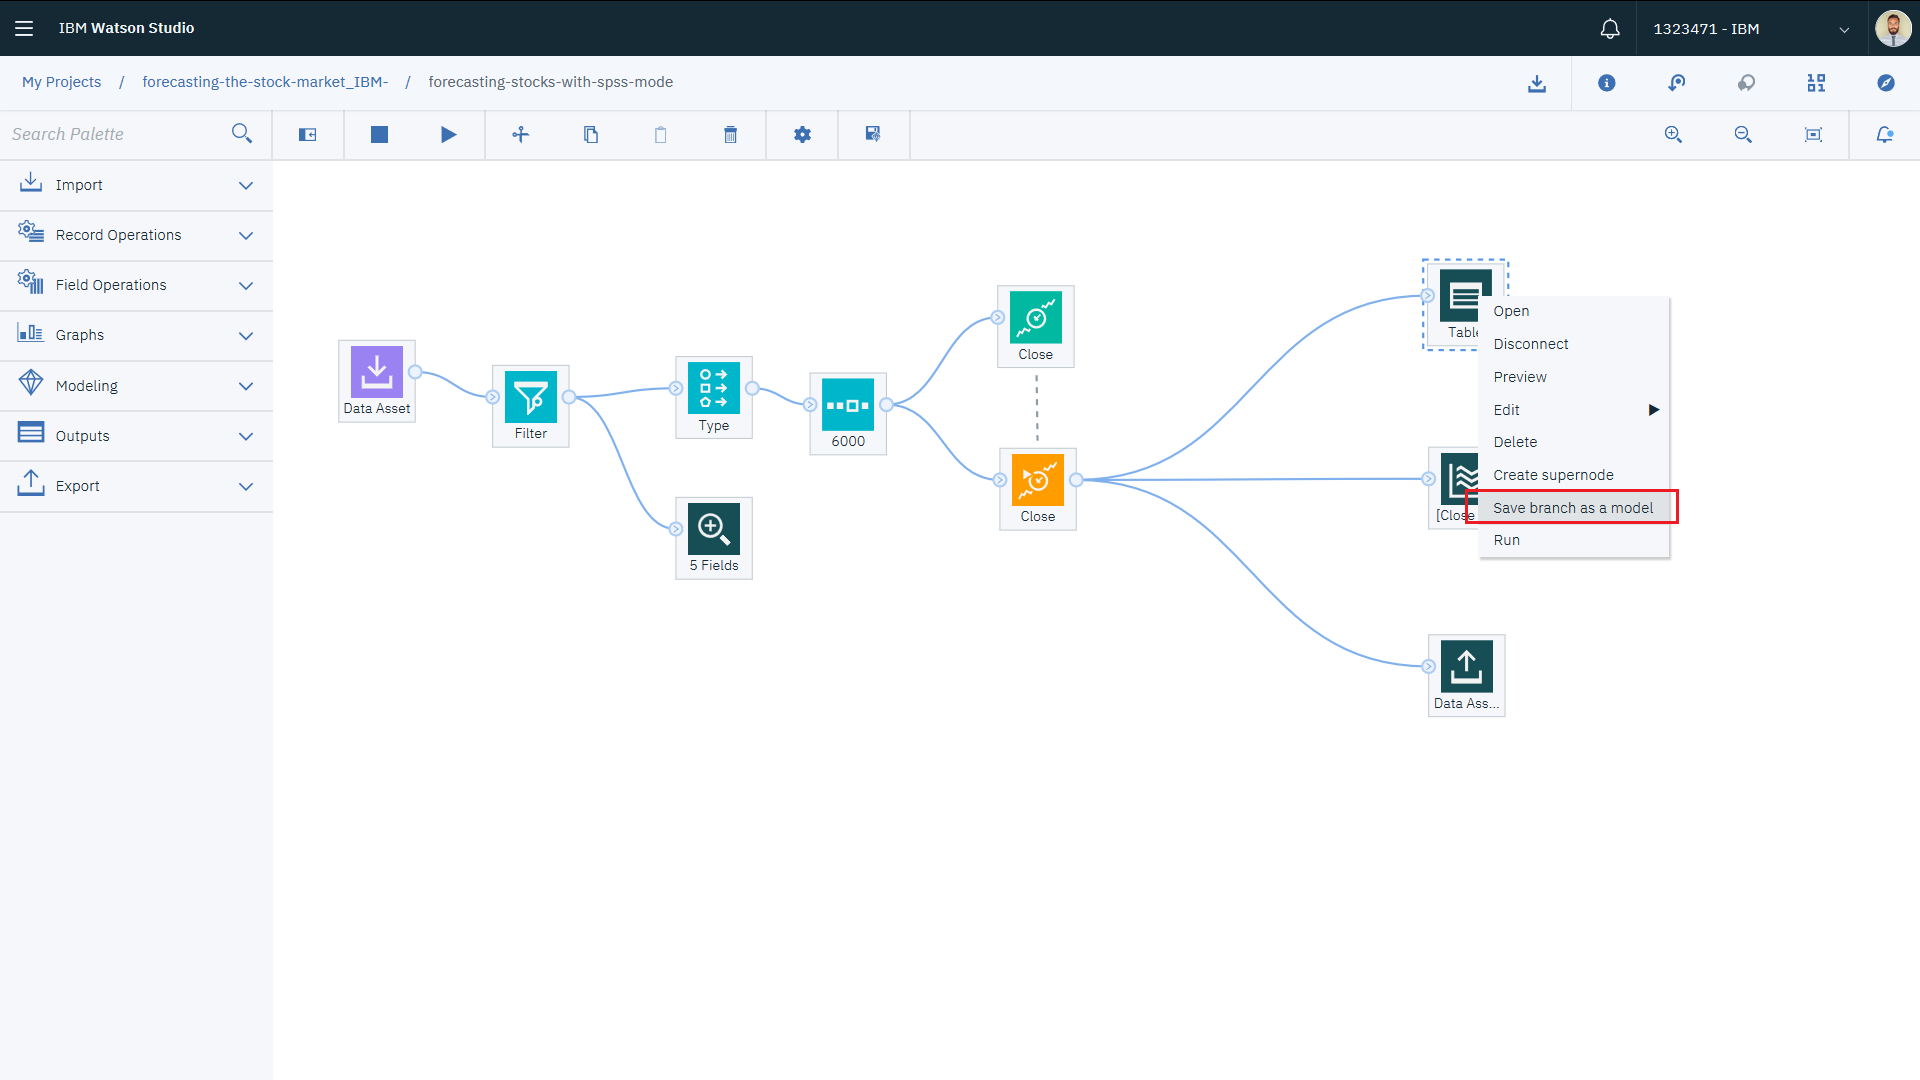 IBM Watson Studio
1323471 - IBM
My Projects / forecasting-the-stock-market_IBM- / forecasting-stocks-with-spss-mode
Search Palette
Import
Record Operations
Field Operations
Graphs
Modeling
Outputs
Export
Data Asset
Filter
Type
5 Fields
6000
Close
Close
Table
[Close
Data Ass...
Open
Disconnect
Preview
Edit
Delete
Create supernode
Save branch as a model
Run